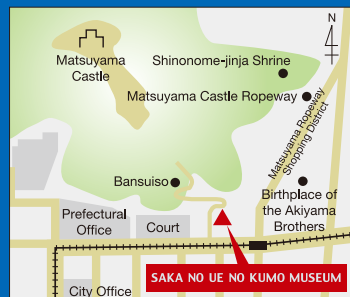 N
Matsuyama
Castle
Shinonome-jinja Shrine
Matsuyama Castle Ropeway
Matsuyama Ropeway
Shopping District
Bansuiso
Birthplace of
the Akiyama
Brothers
Prefectural
Office
Court
SAKA NO UE NO KUMO MUSEUM
City Office